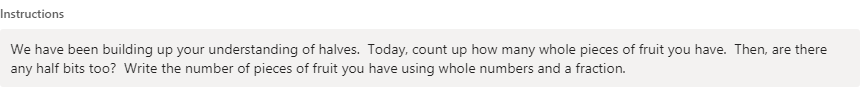 Instructions
We have been building up your understanding of halves.  Today, count up how many whole pieces of fruit you have.  Then, are there
any half bits too?  Write the number of pieces of fruit you have using whole numbers and a fraction.